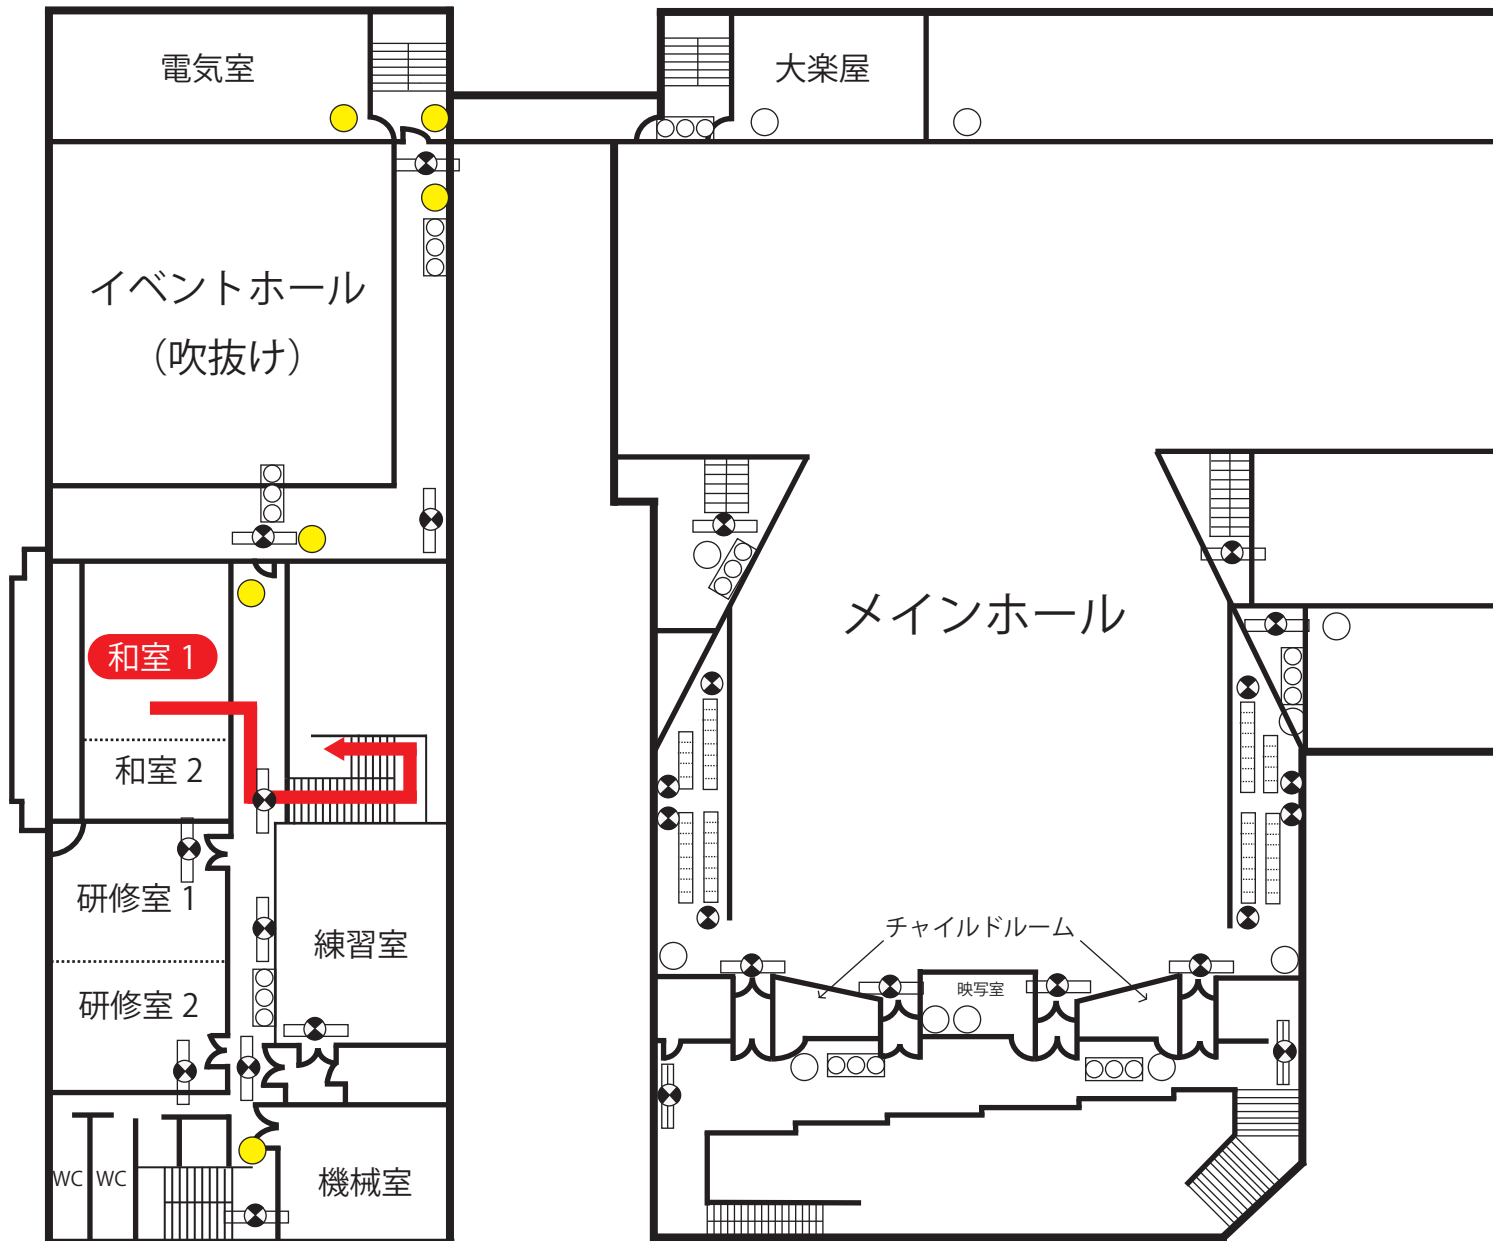 電気室
大楽屋
イベントホール
（吹抜け）
和室 1
メインホール
和室 2
研修室 1
チャイルドルーム
練習室
映写室
研修室 2
WC
WC
機械室